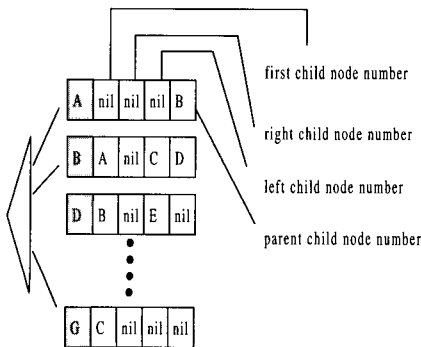 first child node number
A nil nil nil B
right child node number
B A nil C D
left child node number
D B nil E nil
parent child node number
G C nil nil nil